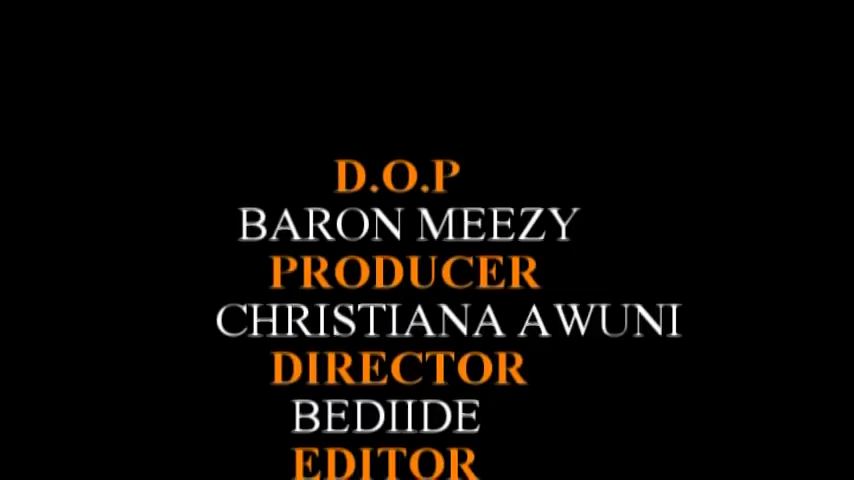 D.O.P
BARON MEEZY
PRODUCER
CHRISTIANA AWUNI
DIRECTOR
BEDIIDE
EDITOR